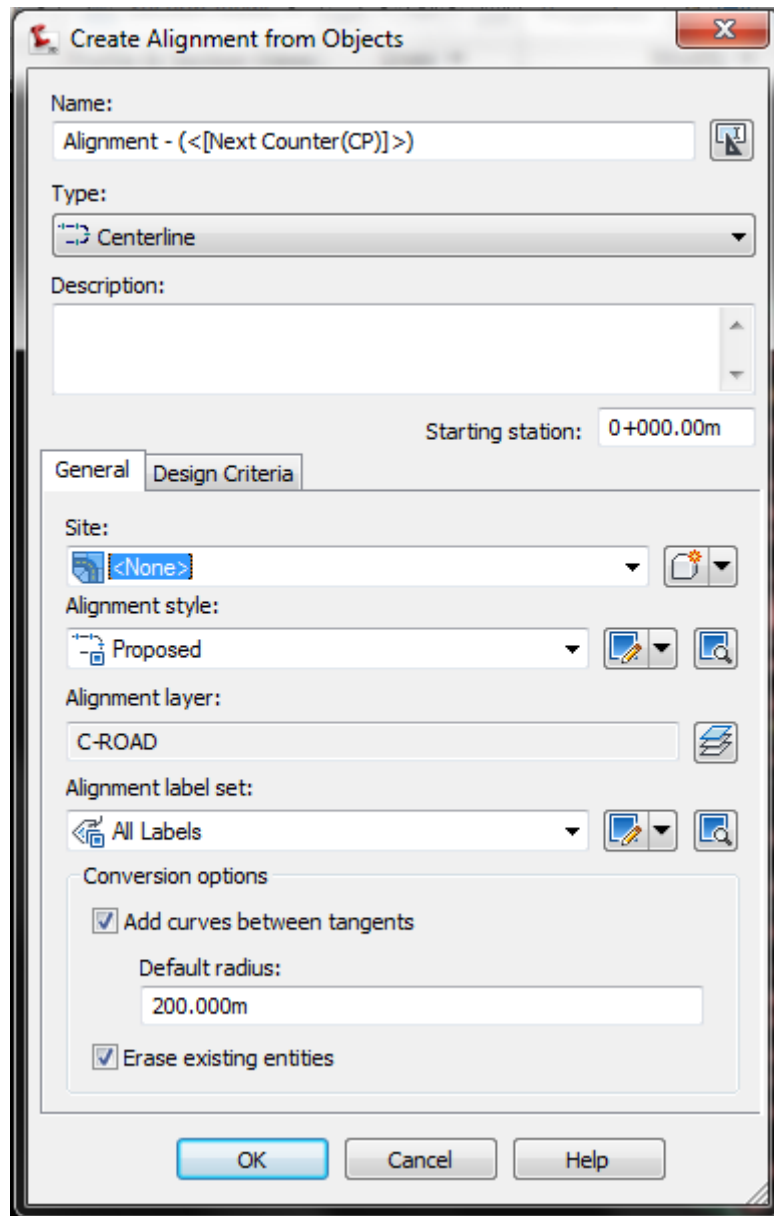 Create Alignment from Objects
Name:
Alignment - (<[Next Counter(CP)]>)
Type:
Centerline
Description:
Starting station: 0+000.00m
General Design Criteria
Site:
<None>
Alignment style:
Proposed
Alignment layer:
C-ROAD
Alignment label set:
All Labels
Conversion options
Add curves between tangents
Default radius:
200.000m
Erase existing entities
OK Cancel Help